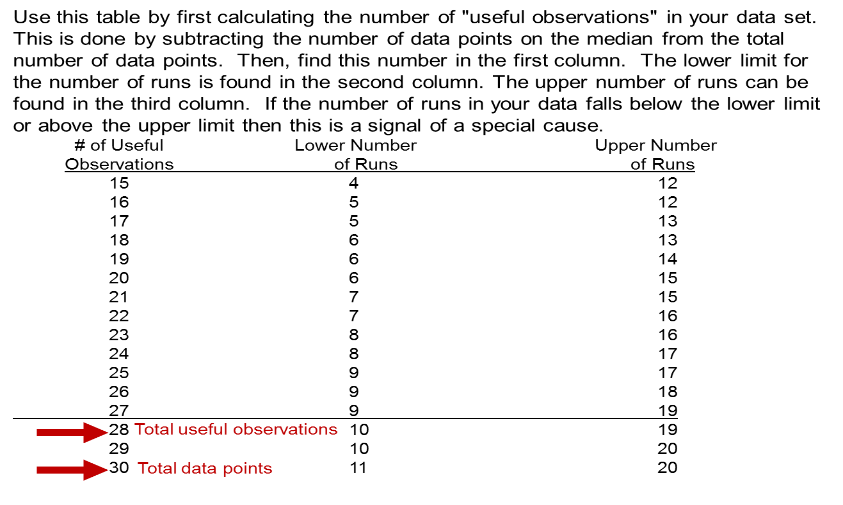 Use this table by first calculating the number of "useful observations" in your data set.
This is done by subtracting the number of data points on the median from the total
number of data points. Then, find this number in the first column. The lower limit for
the number of runs is found in the second column. The upper number of runs can be
found in the third column. If the number of runs in your data falls below the lower limit
or above the upper limit then this is a signal of a special cause.
# of Useful Lower Number Upper Number
Observations of Runs of Runs
15 4 12
16 5 12
17 5 13
18 6 13
19 6 14
20 6 15
21 7 15
22 7 16
23 8 16
24 8 17
25 9 17
26 9 18
27 9 19
28 Total useful observations 10 19
29 10 20
30 Total data points 11 20